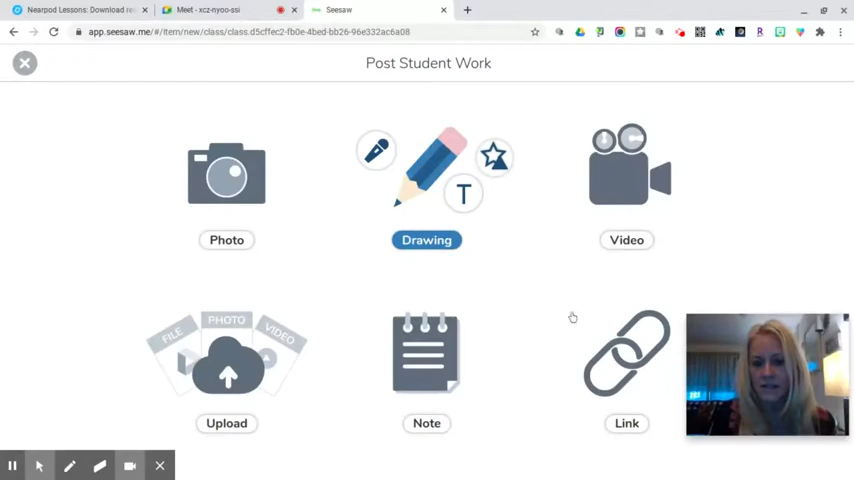 Nearpod Lessons: Download re
Meet - xcz-nyoo-ssi
Seesaw
app.seesaw.me/#/item/new/class/class.d5cffec2-fb0e-4bed-bb26-96e332ac6a08
Post Student Work
T
Photo
Drawing
Video
FILE
PHOTO
VIDEO
Upload
Note
Link